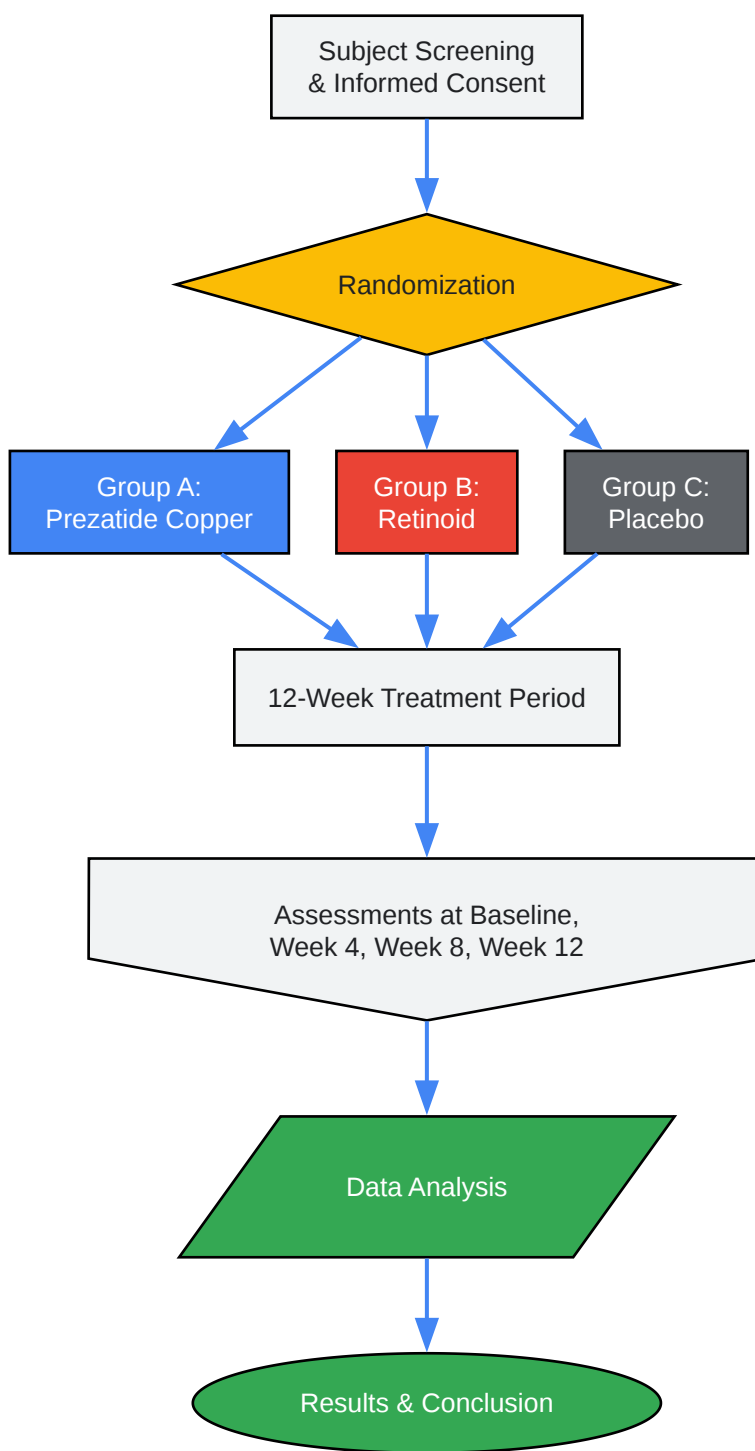 Subject Screening
& Informed Consent
Randomization
Group A:
Prezatide Copper
Group B:
Retinoid
Group C:
Placebo
12-Week Treatment Period
Assessments at Baseline,
Week 4, Week 8, Week 12
Data Analysis
Results & Conclusion